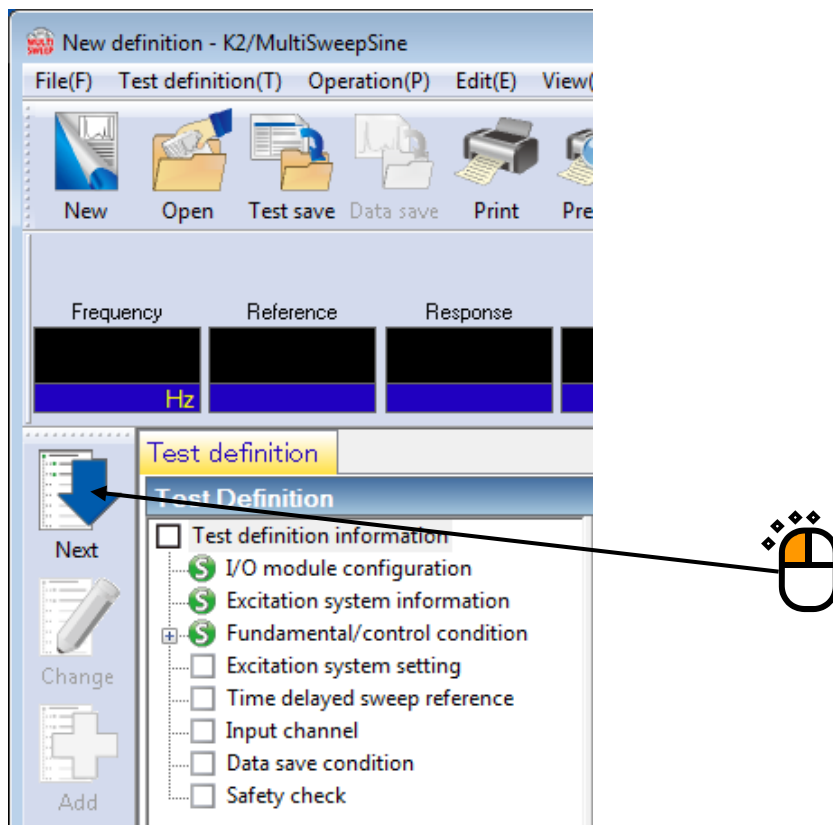 MULTI SWEEP New definition - K2/MultiSweepSine
File(F) Test definition(T) Operation(P) Edit(E) View(
New Open Test save Data save Print Pre
Frequency Reference Response
Hz
Test definition
Test Definition
Next
Test definition information
I/O module configuration
Excitation system information
Fundamental/control condition
Change
Excitation system setting
Time delayed sweep reference
Input channel
Data save condition
Add
Safety check